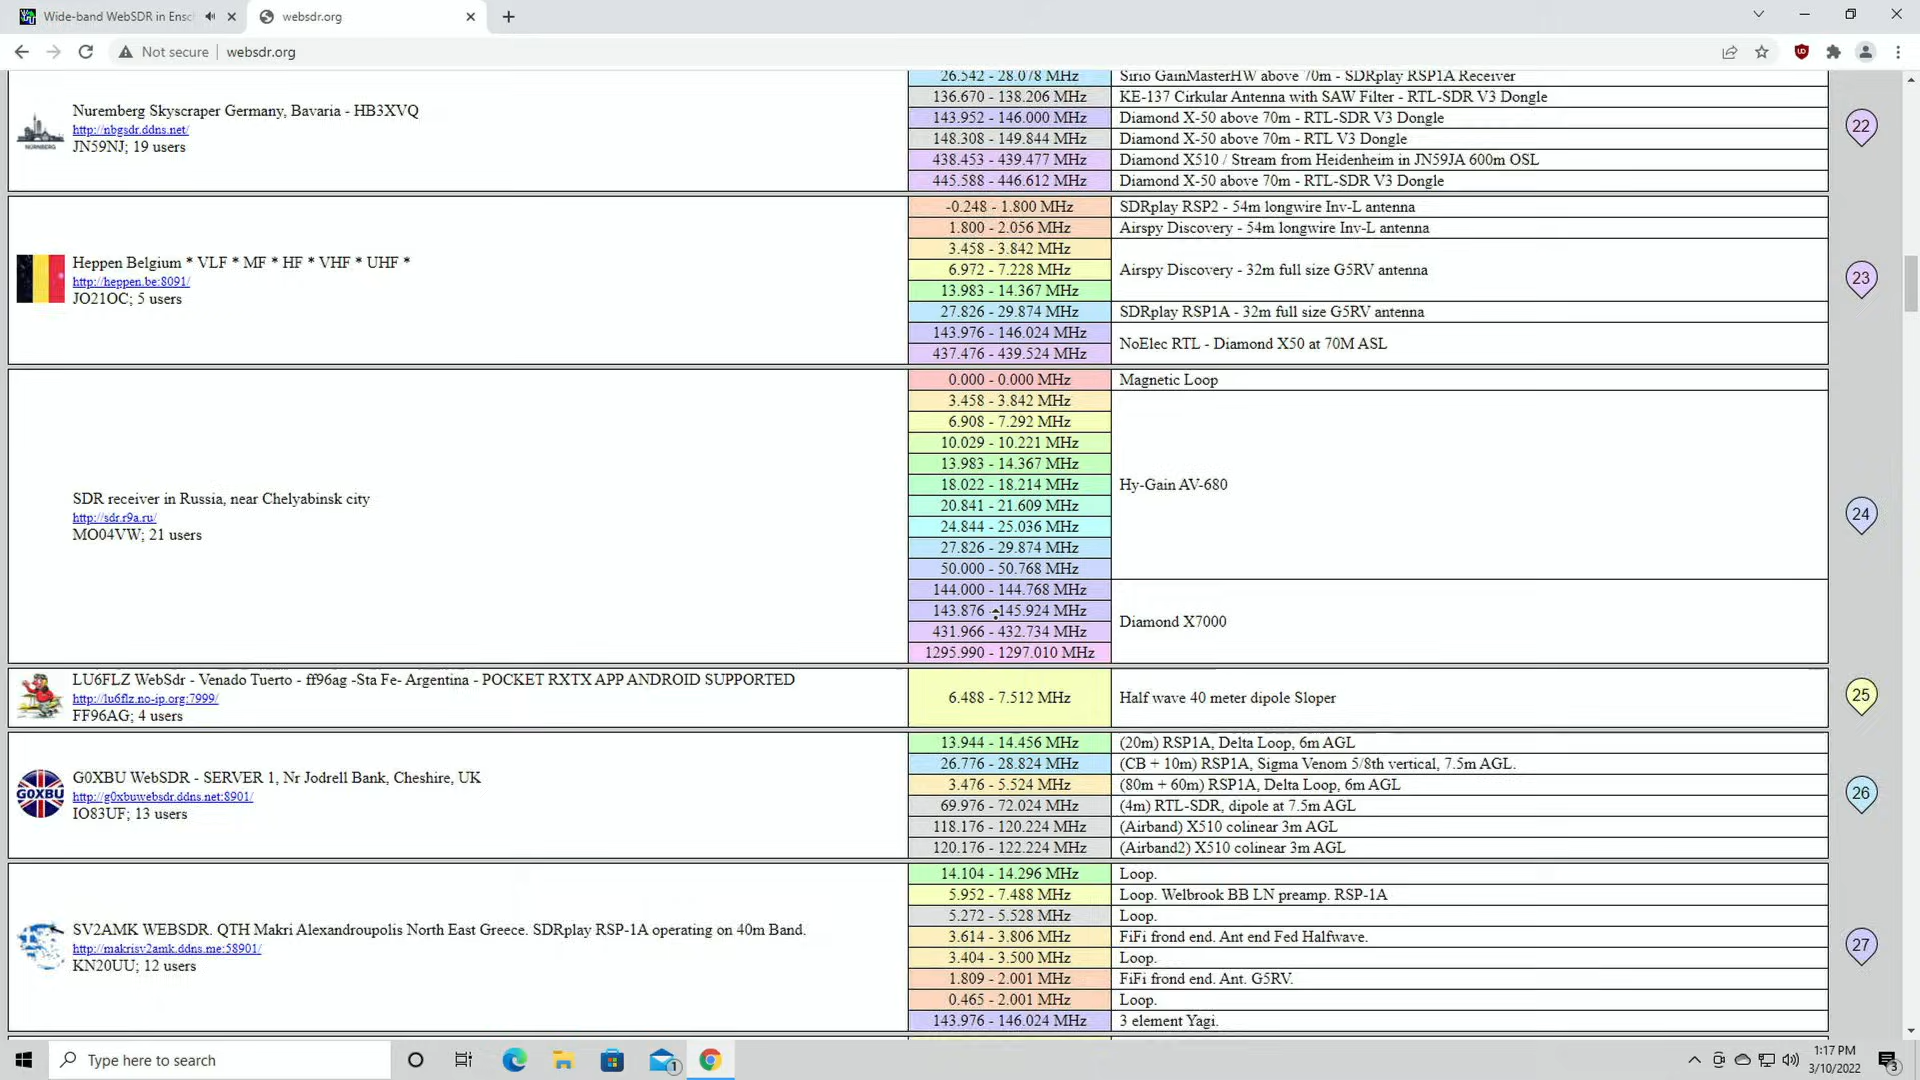 Wide-band WebSDR in Ensc
websdr.org
Not secure
websdr.org
Nuremberg Skyscraper Germany, Bavaria - HB3XVQ
http://nbgsdr.ddns.net/
JN59NJ; 19 users
NÜRNBERG
26.542 - 28.078 MHz
Sirio GainMasterHW above 70m - SDRplay RSP1A Receiver
136.670 - 138.206 MHz
KE-137 Cirkular Antenna with SAW Filter - RTL-SDR V3 Dongle
143.952 - 146.000 MHz
Diamond X-50 above 70m - RTL-SDR V3 Dongle
148.308 - 149.844 MHz
Diamond X-50 above 70m - RTL V3 Dongle
438.453 - 439.477 MHz
Diamond X510 / Stream from Heidenheim in JN59JA 600m OSL
445.588 - 446.612 MHz
Diamond X-50 above 70m - RTL-SDR V3 Dongle
22
Heppen Belgium * VLF * MF * HF * VHF * UHF *
http://heppen.be:8091/
JO21OC; 5 users
-0.248 - 1.800 MHz
SDRplay RSP2 - 54m longwire Inv-L antenna
1.800 - 2.056 MHz
Airspy Discovery - 54m longwire Inv-L antenna
3.458 - 3.842 MHz
6.972 - 7.228 MHz
13.983 - 14.367 MHz
Airspy Discovery - 32m full size G5RV antenna
27.826 - 29.874 MHz
SDRplay RSP1A - 32m full size G5RV antenna
143.976 - 146.024 MHz
437.476 - 439.524 MHz
NoElec RTL - Diamond X50 at 70M ASL
23
SDR receiver in Russia, near Chelyabinsk city
http://sdr.r9a.ru/
MO04VW; 21 users
0.000 - 0.000 MHz
Magnetic Loop
3.458 - 3.842 MHz
6.908 - 7.292 MHz
10.029 - 10.221 MHz
13.983 - 14.367 MHz
18.022 - 18.214 MHz
20.841 - 21.609 MHz
24.844 - 25.036 MHz
27.826 - 29.874 MHz
50.000 - 50.768 MHz
Hy-Gain AV-680
144.000 - 144.768 MHz
143.876 - 145.924 MHz
431.966 - 432.734 MHz
1295.990 - 1297.010 MHz
Diamond X7000
24
LU6FLZ WebSdr - Venado Tuerto - ff96ag -Sta Fe- Argentina - POCKET RXTX APP ANDROID SUPPORTED
http://lu6flz.no-ip.org:7999/
FF96AG; 4 users
6.488 - 7.512 MHz
Half wave 40 meter dipole Sloper
25
G0XBU
G0XBU WebSDR - SERVER 1, Nr Jodrell Bank, Cheshire, UK
http://g0xbuwebsdr.ddns.net:8901/
IO83UF; 13 users
13.944 - 14.456 MHz
(20m) RSP1A, Delta Loop, 6m AGL
26.776 - 28.824 MHz
(CB + 10m) RSP1A, Sigma Venom 5/8th vertical, 7.5m AGL.
3.476 - 5.524 MHz
(80m + 60m) RSP1A, Delta Loop, 6m AGL
69.976 - 72.024 MHz
(4m) RTL-SDR, dipole at 7.5m AGL
118.176 - 120.224 MHz
(Airband) X510 colinear 3m AGL
120.176 - 122.224 MHz
(Airband2) X510 colinear 3m AGL
26
SV2AMK WEBSDR. QTH Makri Alexandroupolis North East Greece. SDRplay RSP-1A operating on 40m Band.
http://makrisv2amk.ddns.me:58901/
KN20UU; 12 users
14.104 - 14.296 MHz
Loop.
5.952 - 7.488 MHz
Loop. Welbrook BB LN preamp. RSP-1A
5.272 - 5.528 MHz
Loop.
3.614 - 3.806 MHz
FiFi frond end. Ant end Fed Halfwave.
3.404 - 3.500 MHz
Loop.
1.809 - 2.001 MHz
FiFi frond end. Ant. G5RV.
0.465 - 2.001 MHz
Loop.
143.976 - 146.024 MHz
3 element Yagi.
27
Type here to search
1
1:17 PM
3/10/2022
3